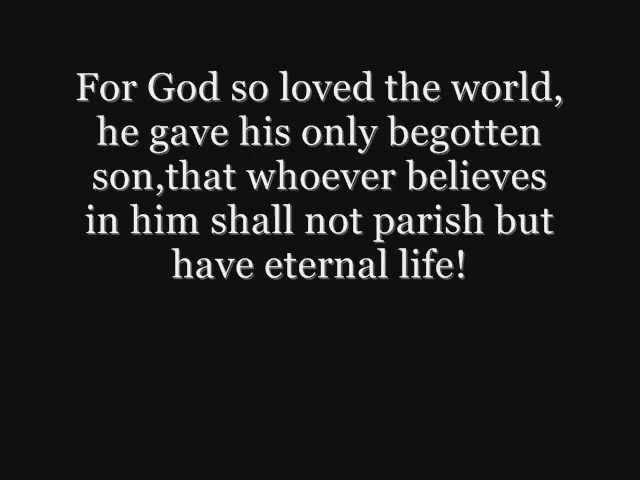 For God so loved the world,
he gave his only begotten
son,that whoever believes
in him shall not parish but
have eternal life!